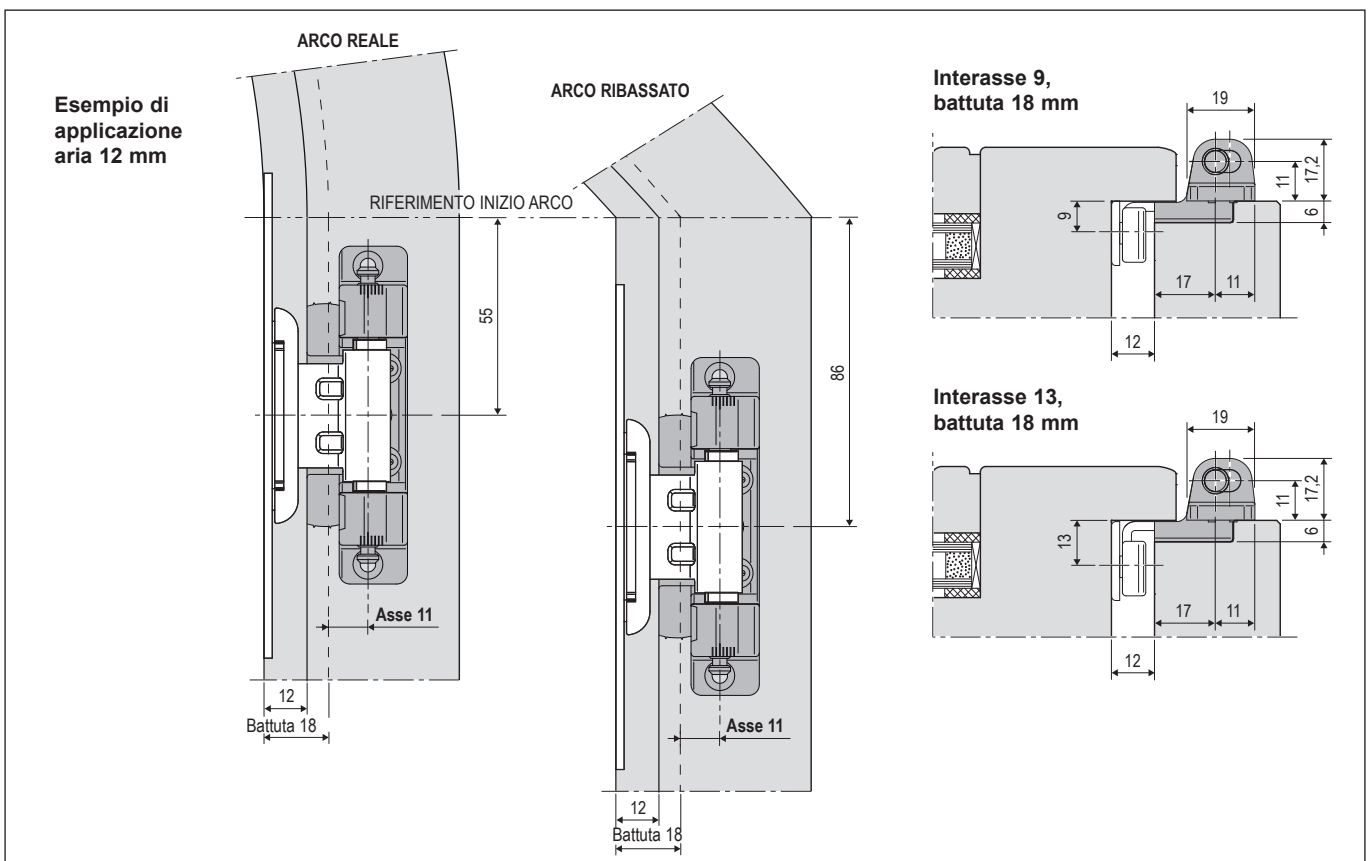 ARCO REALE
Esempio di
applicazione
aria 12 mm
ARCO RIBASSATO
RIFERIMENTO INIZIO ARCO
55
86
Asse 11
12
Battuta 18
Asse 11
12
Battuta 18
Interasse 9,
battuta 18 mm
19
17,2
11
9
6
17
11
12
Interasse 13,
battuta 18 mm
19
17,2
11
13
6
17
11
12